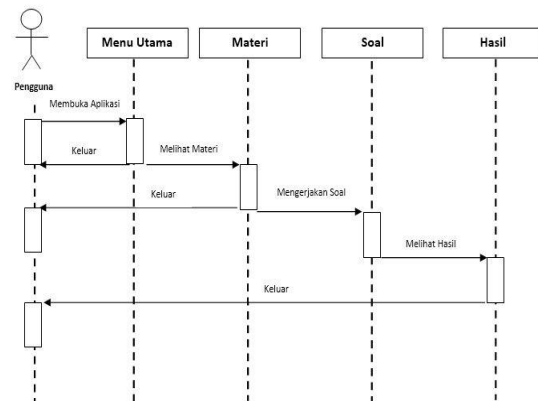 Menu Utama
Materi
Soal
Hasil
Pengguna
Membuka Aplikasi
Keluar
Melihat Materi
Keluar
Mengerjakan Soal
Melihat Hasil
Keluar